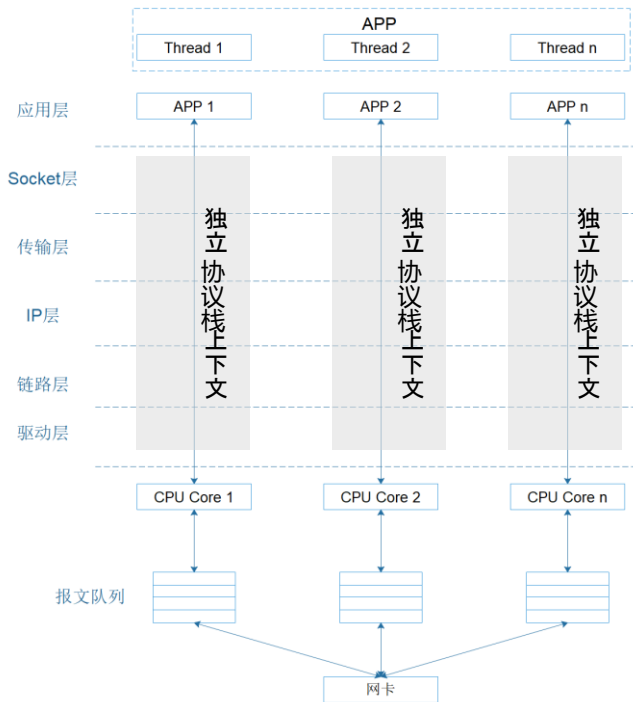 APP
Thread 1
Thread 2
Thread n
应用层
APP 1
APP 2
APP n
Socket层
传输层
IP层
链路层
驱动层
独立协议栈上下文
独立协议栈上下文
独立协议栈上下文
CPU Core 1
CPU Core 2
CPU Core n
报文队列
网卡